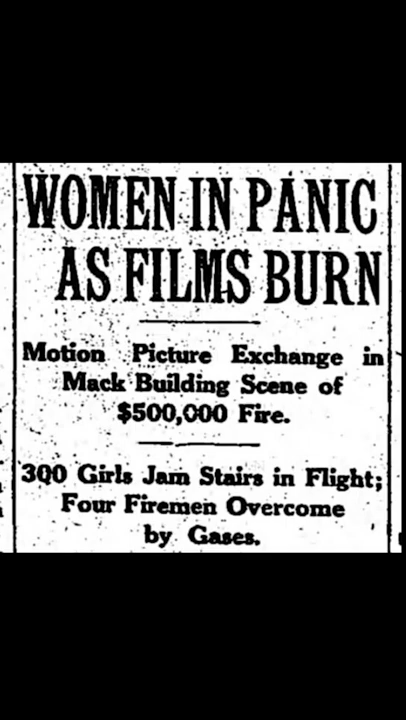 WOMEN IN PANIC
AS FILMS BURN
Motion Picture Exchange in
Mack Building Scene of
$500,000 Fire.
300 Girls Jam Stairs in Flight;
Four Firemen Overcome
by Gases.